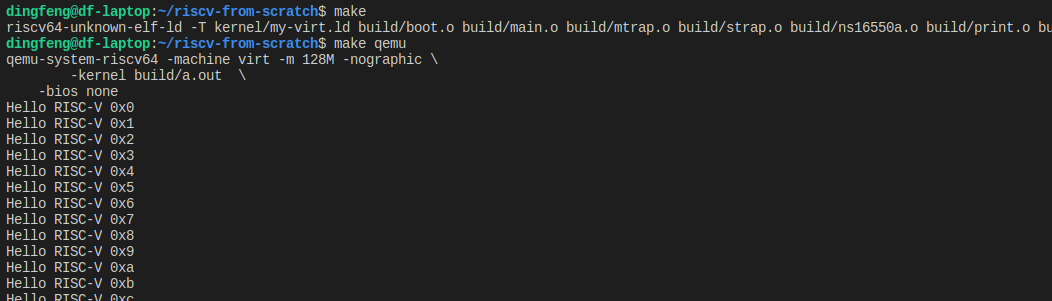 dingfeng@df-laptop:~/riscv-from-scratch$ make
riscv64-unknown-elf-ld -T kernel/my-virt.ld build/boot.o build/main.o build/mtrap.o build/strap.o build/ns16550a.o build/print.o bu
dingfeng@df-laptop:~/riscv-from-scratch$ make qemu
qemu-system-riscv64 -machine virt -m 128M -nographic \
        -kernel build/a.out  \
    -bios none
Hello RISC-V 0x0
Hello RISC-V 0x1
Hello RISC-V 0x2
Hello RISC-V 0x3
Hello RISC-V 0x4
Hello RISC-V 0x5
Hello RISC-V 0x6
Hello RISC-V 0x7
Hello RISC-V 0x8
Hello RISC-V 0x9
Hello RISC-V 0xa
Hello RISC-V 0xb
Hello RISC-V 0xc